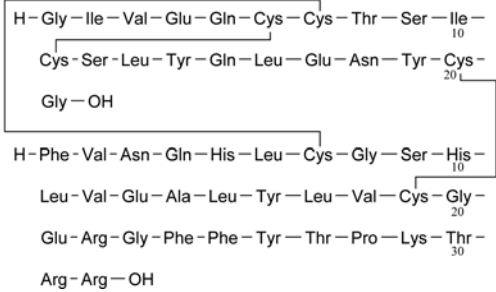 H-Gly-Ile-Val-Glu-Gln-Cys-Cys-Thr-Ser-Ile-
10
Cys-Ser-Leu-Tyr-Gln-Leu-Glu-Asn-Tyr-Cys-
20
Gly-OH
H-Phe-Val-Asn-Gln-His-Leu-Cys-Gly-Ser-His-
10
Leu-Val-Glu-Ala-Leu-Tyr-Leu-Val-Cys-Gly-
20
Glu-Arg-Gly-Phe-Phe-Tyr-Thr-Pro-Lys-Thr-
30
Arg-Arg-OH